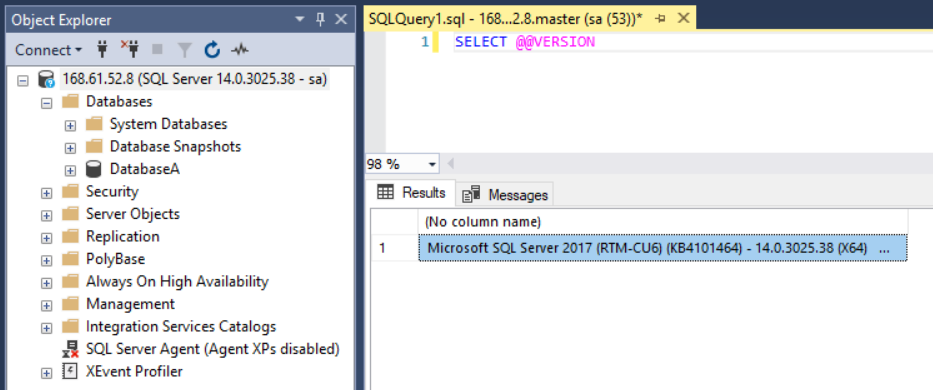 Object Explorer
Connect
168.61.52.8 (SQL Server 14.0.3025.38 - sa)
Databases
System Databases
Database Snapshots
DatabaseA
Security
Server Objects
Replication
PolyBase
Always On High Availability
Management
Integration Services Catalogs
SQL Server Agent (Agent XPs disabled)
XEvent Profiler
SQLQuery1.sql - 168...2.8.master (sa (53))*
1 SELECT @@VERSION
98 %
Results Messages
(No column name)
1 Microsoft SQL Server 2017 (RTM-CU6) (KB4101464) - 14.0.3025.38 (X64) ...